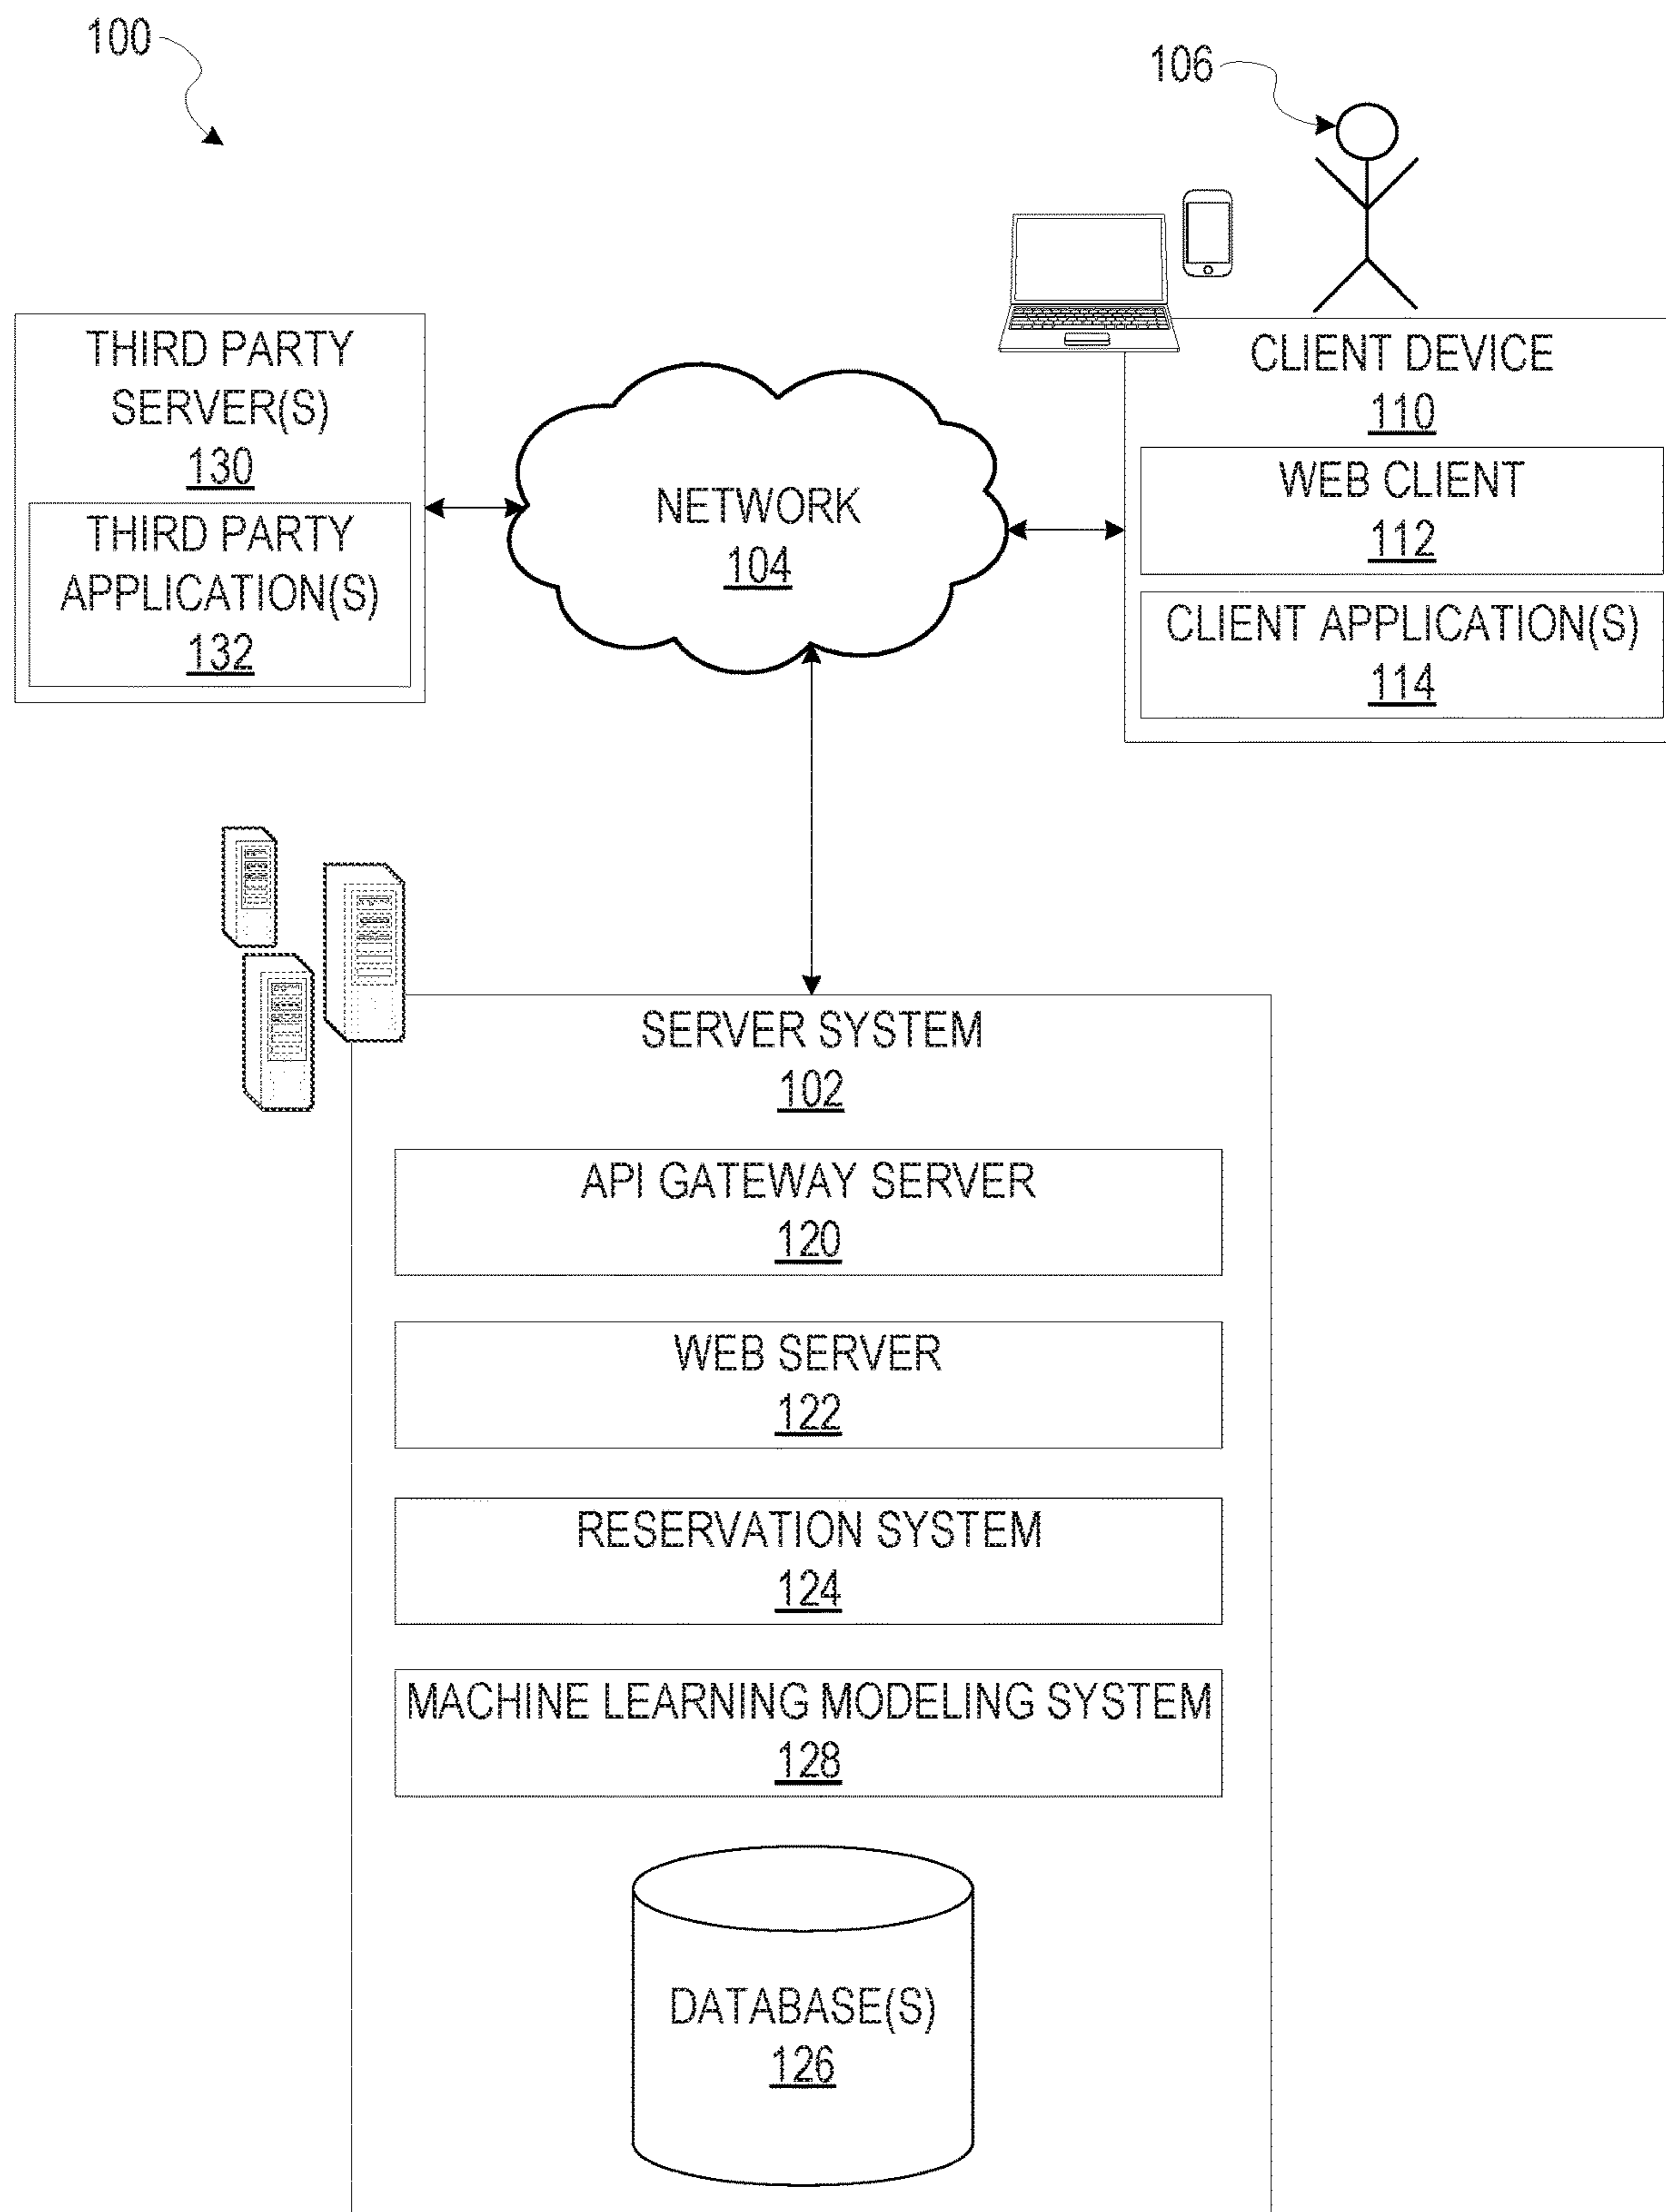 100
106
THIRD PARTY
SERVER(S)
130
THIRD PARTY
APPLICATION(S)
132
NETWORK
104
CLIENT DEVICE
110
WEB CLIENT
112
CLIENT APPLICATION(S)
114
SERVER SYSTEM
102
API GATEWAY SERVER
120
WEB SERVER
122
RESERVATION SYSTEM
124
MACHINE LEARNING MODELING SYSTEM
128
DATABASE(S)
126